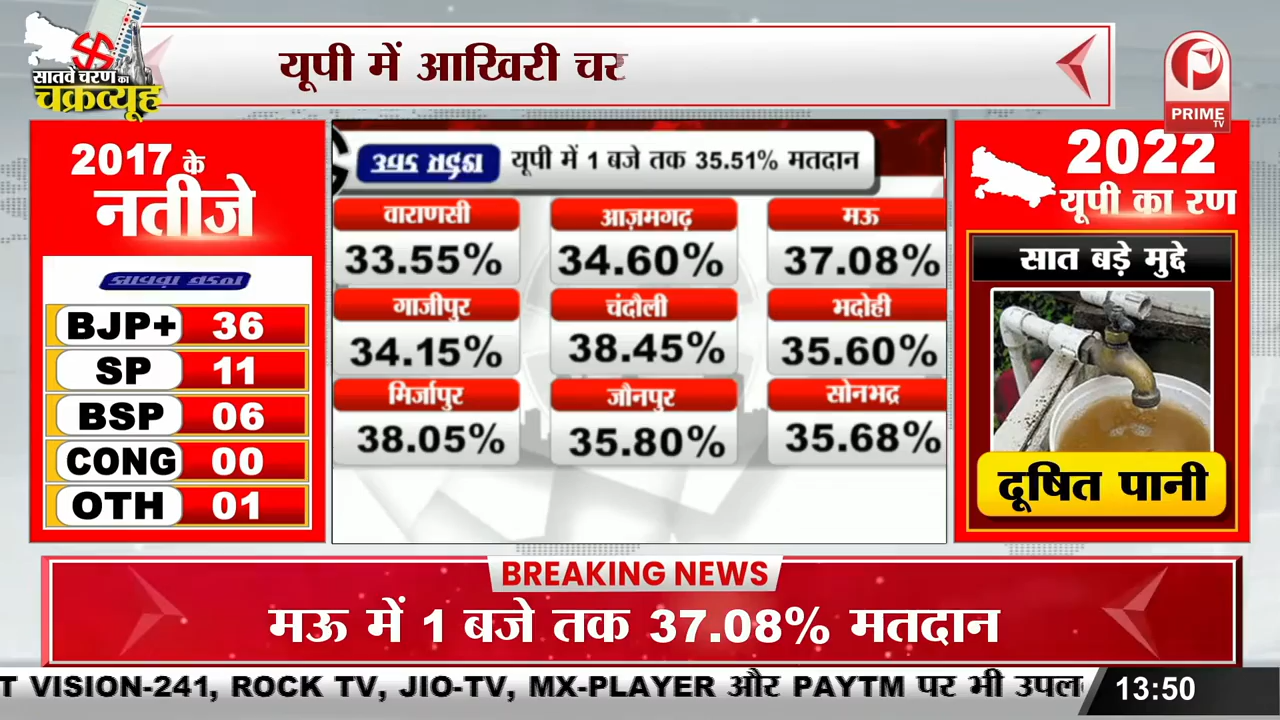 सातवें चरण का
चक्रव्यूह
यूपी में आखिरी चर
PRIME
TV
2017 के
नतीजे
BJP+ 36
SP 11
BSP 06
CONG 00
OTH 01
यूपी में 1 बजे तक 35.51% मतदान
वाराणसी आज़मगढ़ मऊ
33.55% 34.60% 37.08%
गाजीपुर चंदौली भदोही
34.15% 38.45% 35.60%
मिर्जापुर जौनपुर सोनभद्र
38.05% 35.80% 35.68%
2022
यूपी का रण
सात बड़े मुद्दे
दूषित पानी
BREAKING NEWS
मऊ में 1 बजे तक 37.08% मतदान
T VISION-241, ROCK TV, JIO-TV, MX-PLAYER और PAYTM पर भी उपल
13:50